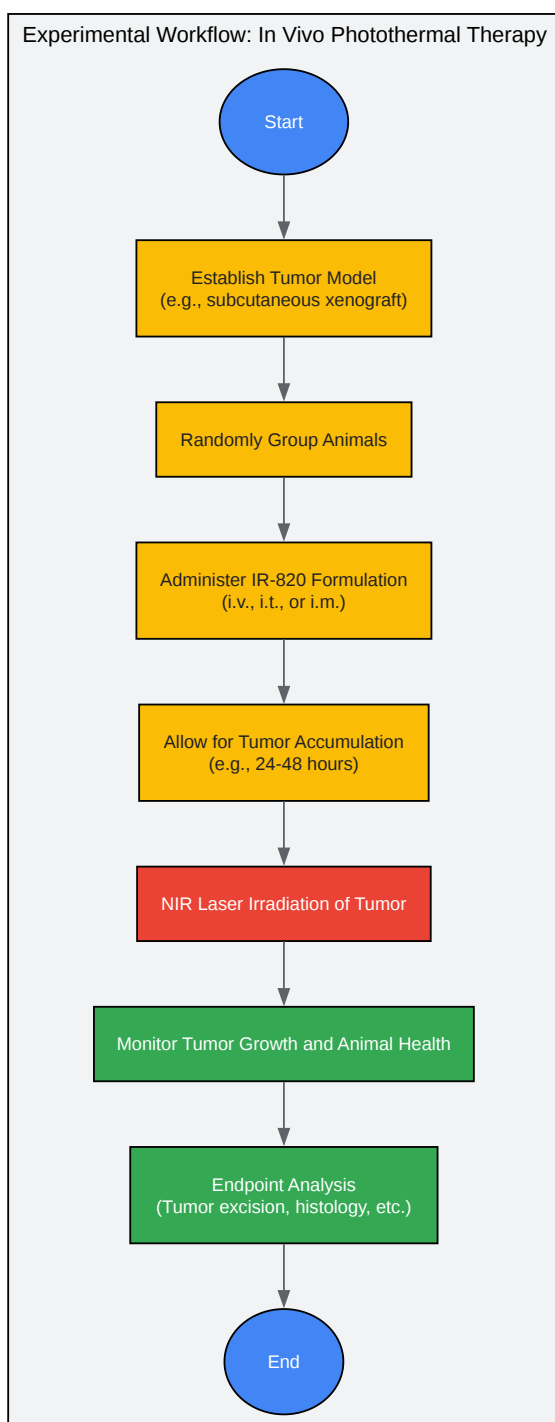 Experimental Workflow: In Vivo Photothermal Therapy
Start
Establish Tumor Model
(e.g., subcutaneous xenograft)
Randomly Group Animals
Administer IR-820 Formulation
(i.v., i.t., or i.m.)
Allow for Tumor Accumulation
(e.g., 24-48 hours)
NIR Laser Irradiation of Tumor
Monitor Tumor Growth and Animal Health
Endpoint Analysis
(Tumor excision, histology, etc.)
End